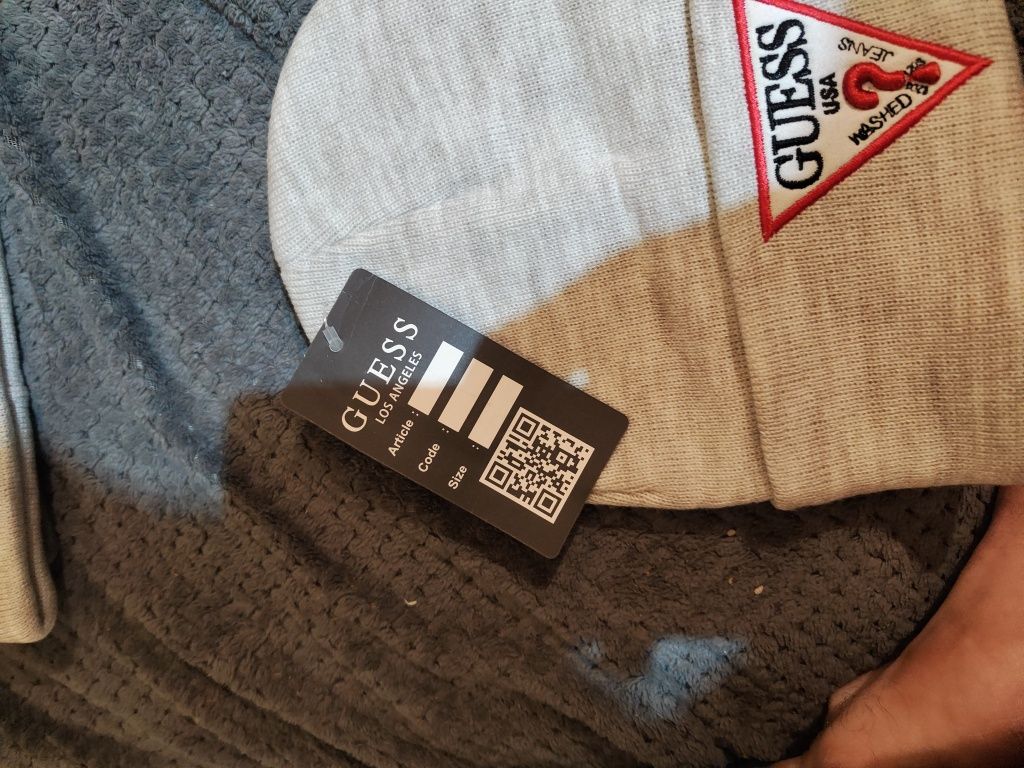 GUESS
USA
?
WASHED
JEANS
GUESS
LOS ANGELES
Article :
Code :
Size :